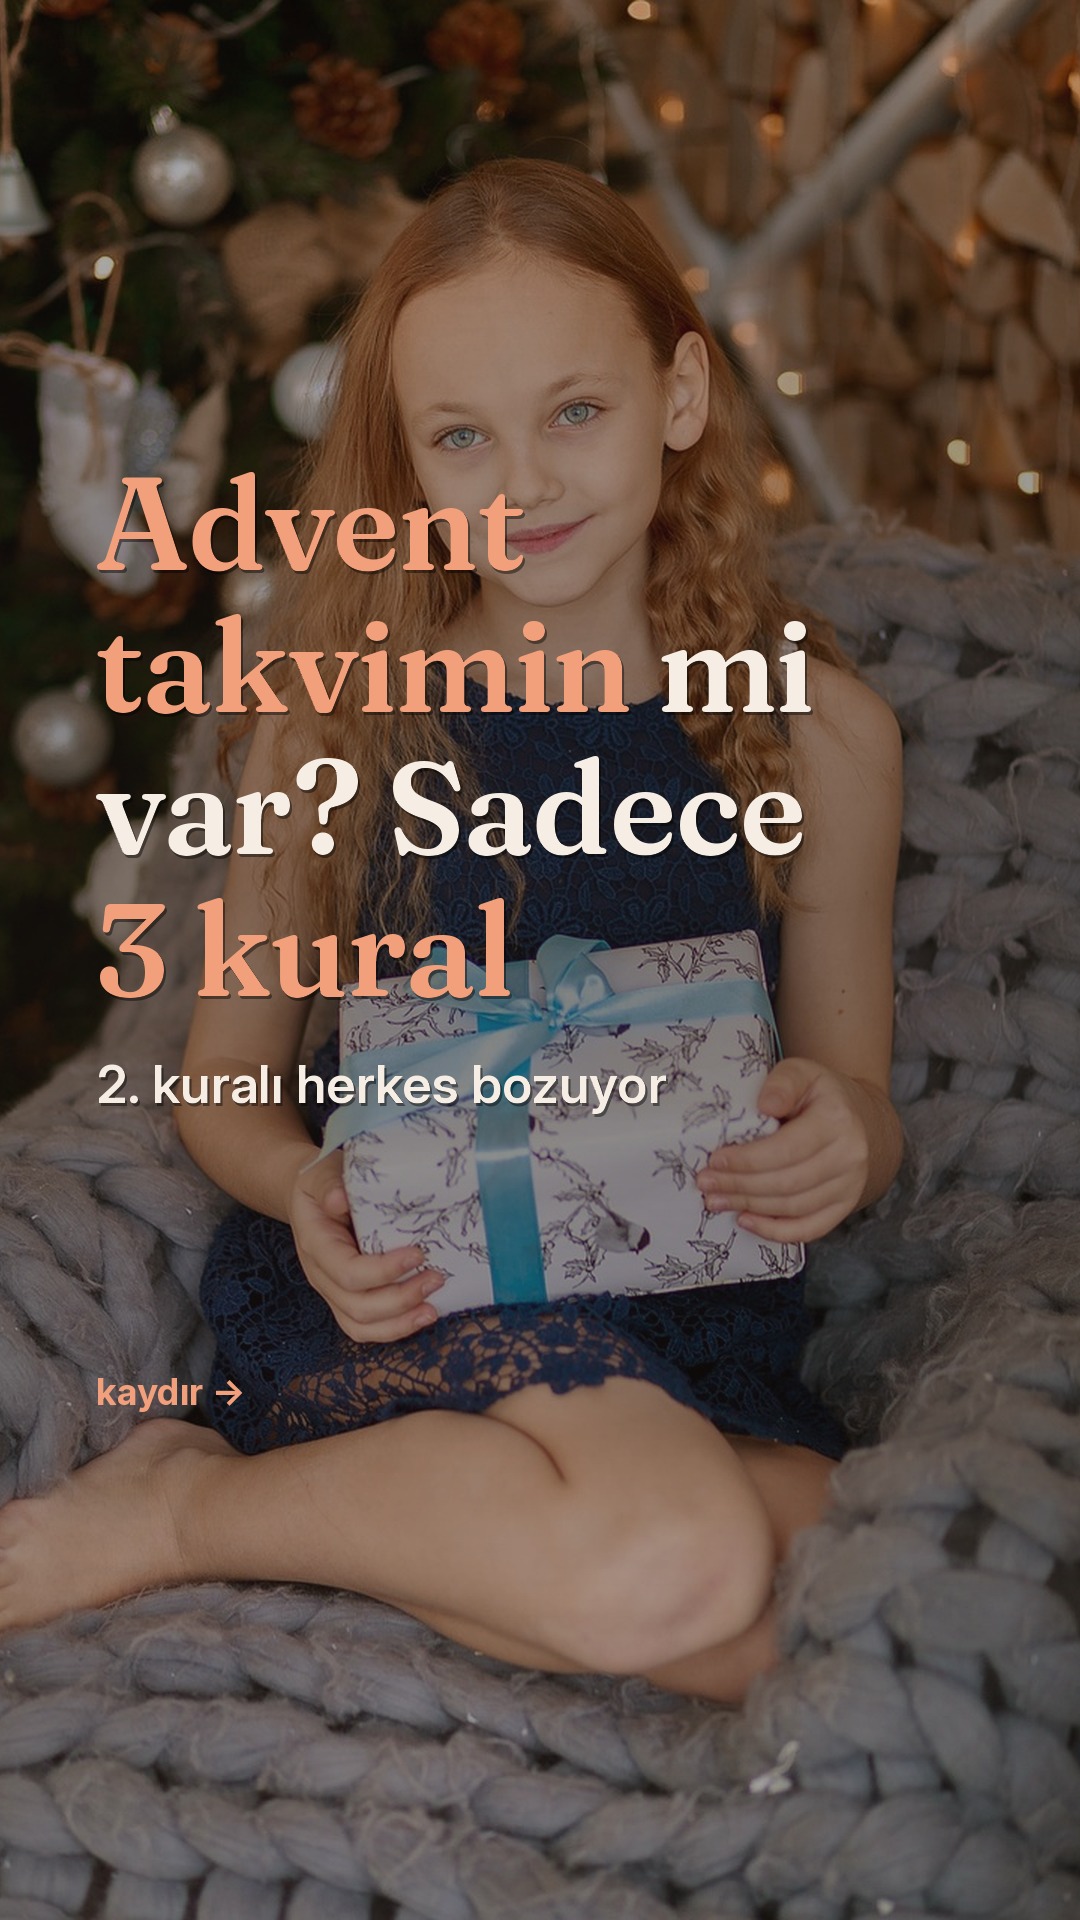 Advent
takvimin mi
var? Sadece
3 kural
2. kuralı herkes bozuyor
kaydır →